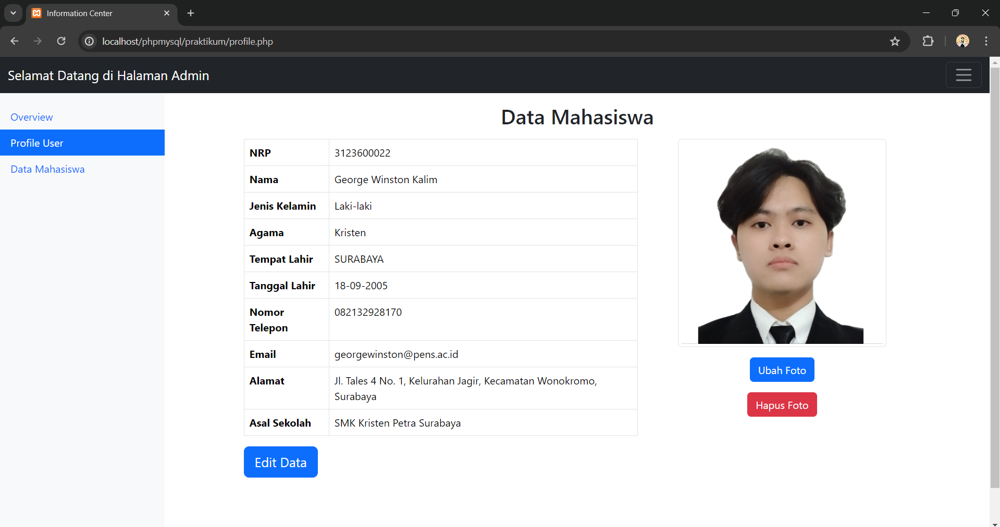 Information Center
localhost/phpmysql/praktikum/profile.php
Selamat Datang di Halaman Admin
Overview
Profile User
Data Mahasiswa
Data Mahasiswa
NRP 3123600022
Nama George Winston Kalim
Jenis Kelamin Laki-laki
Agama Kristen
Tempat Lahir SURABAYA
Tanggal Lahir 18-09-2005
Nomor 082132928170
Telepon
Email georgewinston@pens.ac.id
Alamat Jl. Tales 4 No. 1, Kelurahan Jagir, Kecamatan Wonokromo,
Surabaya
Asal Sekolah SMK Kristen Petra Surabaya
Edit Data
Ubah Foto
Hapus Foto